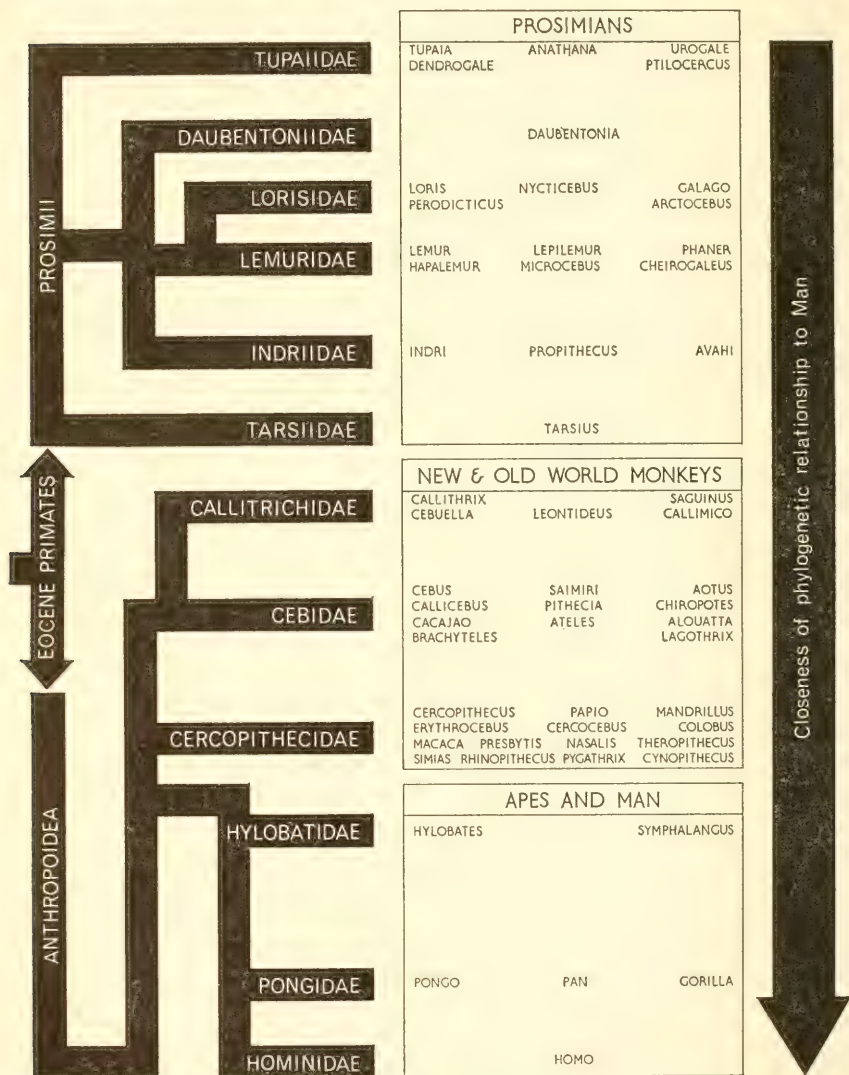 PROSIMIANS
TUPAIIDAE
TUPAIA ANATHANA UROGALE
DENDROGALE PTILOCERCUS
DAUBENTONIIDAE
DAUBENTONIA
LORISIDAE
LORIS NYCTICEBUS GALAGO
PERODICTICUS ARCTOCEBUS
PROSIMII
LEMURIDAE
LEMUR LEPILEMUR PHANER
HAPALEMUR MICROCEBUS CHEIROGALEUS
INDRIIDAE
INDRI PROPITHECUS AVAHI
TARSIIDAE
TARSIUS
EOCENE PRIMATES
NEW & OLD WORLD MONKEYS
CALLITRICHIDAE
CALLITHRIX SAGUINUS
CEBUELLA LEONTIDEUS CALLIMICO
CEBIDAE
CEBUS SAIMIRI AOTUS
CALLICEBUS PITHECIA CHIROPOTES
CACAJAO ATELES ALOUATTA
BRACHYTELES LAGOTHRIX
CERCOPITHECIDAE
CERCOPITHECUS PAPIO MANDRILLUS
ERYTHROCEBUS CERCOCEBUS COLOBUS
MACACA PRESBYTIS NASALIS THEROPITHECUS
SIMIAS RHINOPITHECUS PYGATHRIX CYNOPITHECUS
ANTHROPOIDEA
APES AND MAN
HYLOBATIDAE
HYLOBATES SYMPHALANGUS
PONGIDAE
PONGO PAN GORILLA
HOMINIDAE
HOMO
Closeness of phylogenetic relationship to Man